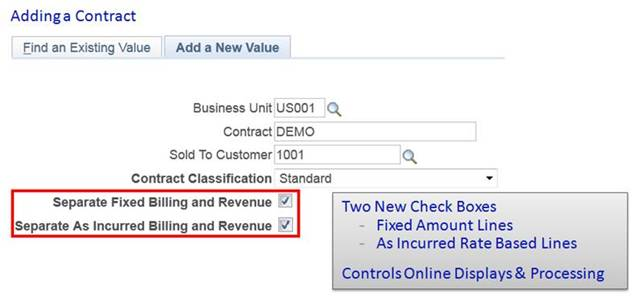 Adding a Contract
Find an Existing Value
Add a New Value
Business Unit US001
Contract DEMO
Sold To Customer 1001
Contract Classification Standard
Separate Fixed Billing and Revenue
Separate As Incurred Billing and Revenue
Two New Check Boxes
- Fixed Amount Lines
- As Incurred Rate Based Lines
Controls Online Displays & Processing